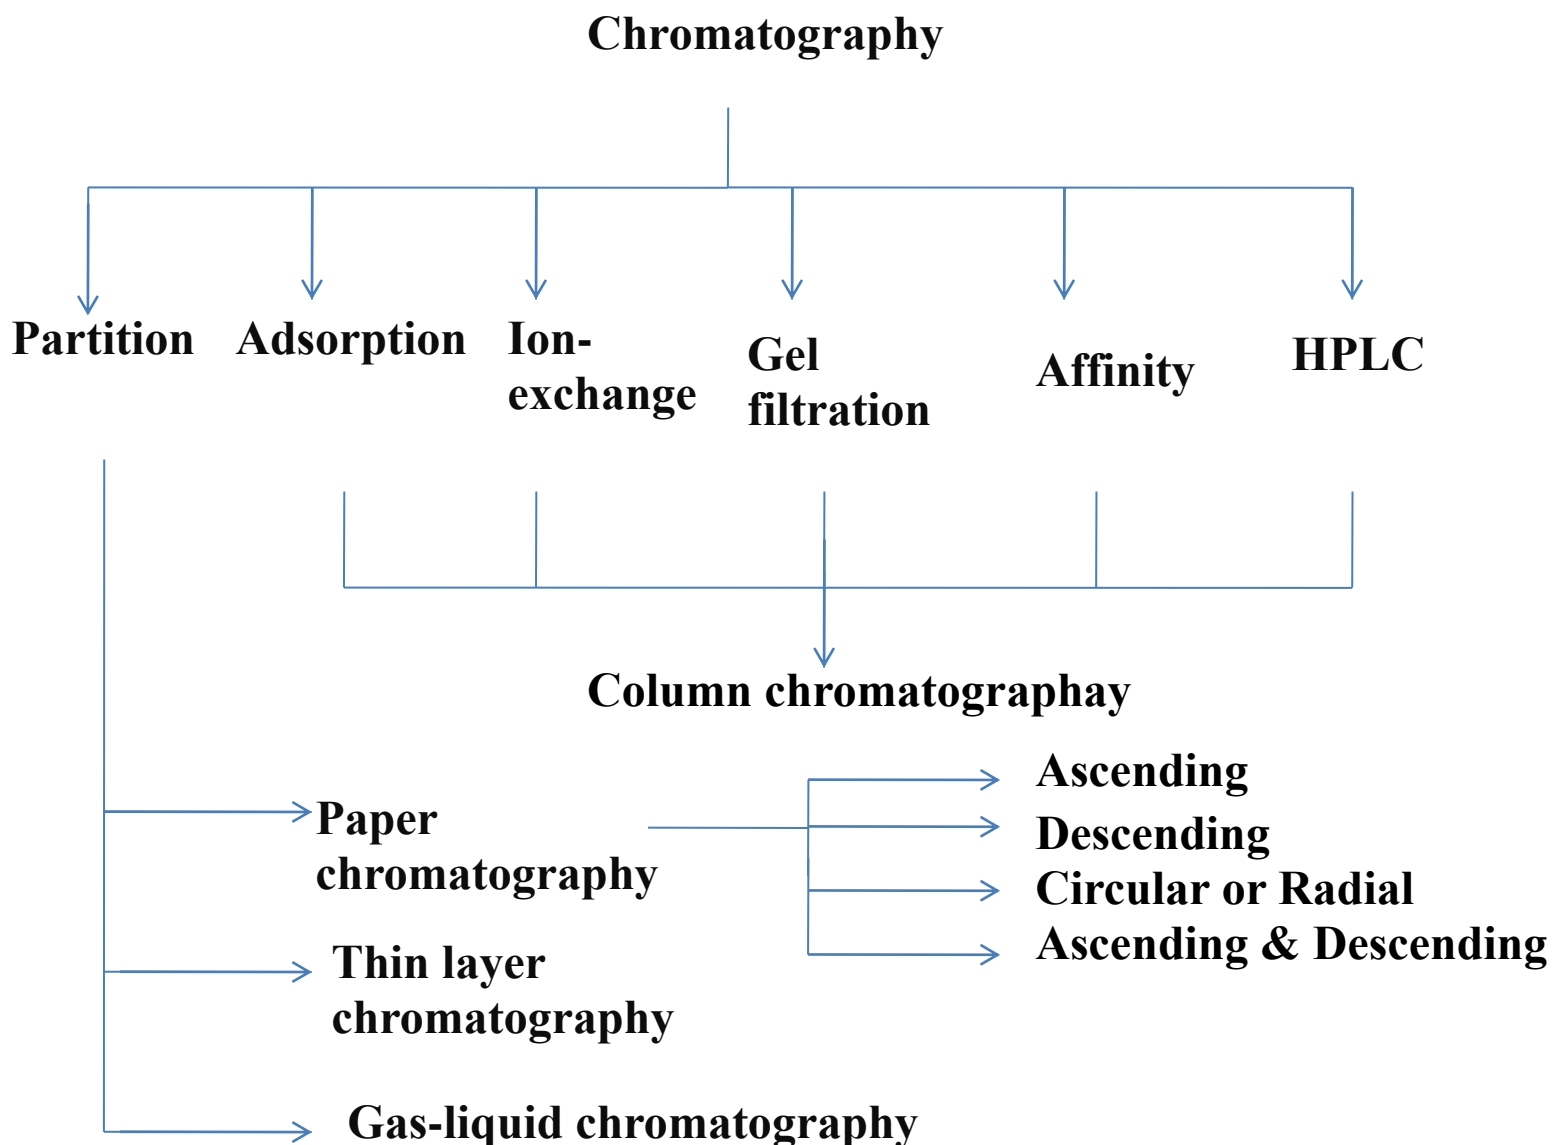 Chromatography
Partition
Adsorption
Ion-
exchange
Gel
filtration
Affinity
HPLC
Column chromatographay
Paper
chromatography
Ascending
Descending
Circular or Radial
Ascending & Descending
Thin layer
chromatography
Gas-liquid chromatography